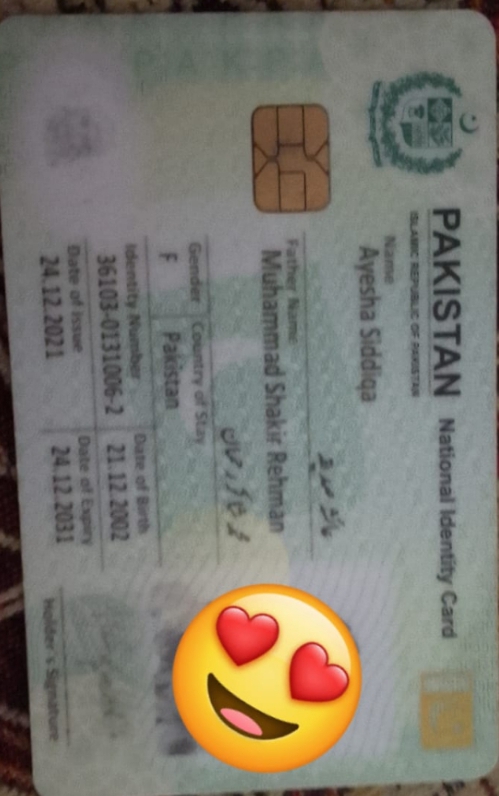 PAKISTAN National Identity Card
ISLAMIC REPUBLIC OF PAKISTAN
Name
Ayesha Siddiqa
Father Name
Muhammad Shakir Rehman
Gender Country of Stay
F Pakistan
Identity Number Date of Birth
36103-0131006-2 21.12.2002
Date of Issue Date of Expiry
24.12.2021 24.12.2031
Holder's Signature